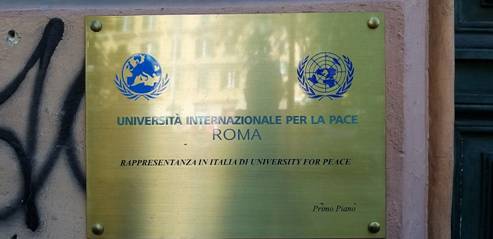 UNIVERSITÀ INTERNAZIONALE PER LA PACE
ROMA
RAPPRESENTANZA IN ITALIA DI UNIVERSITY FOR PEACE
Primo Piano